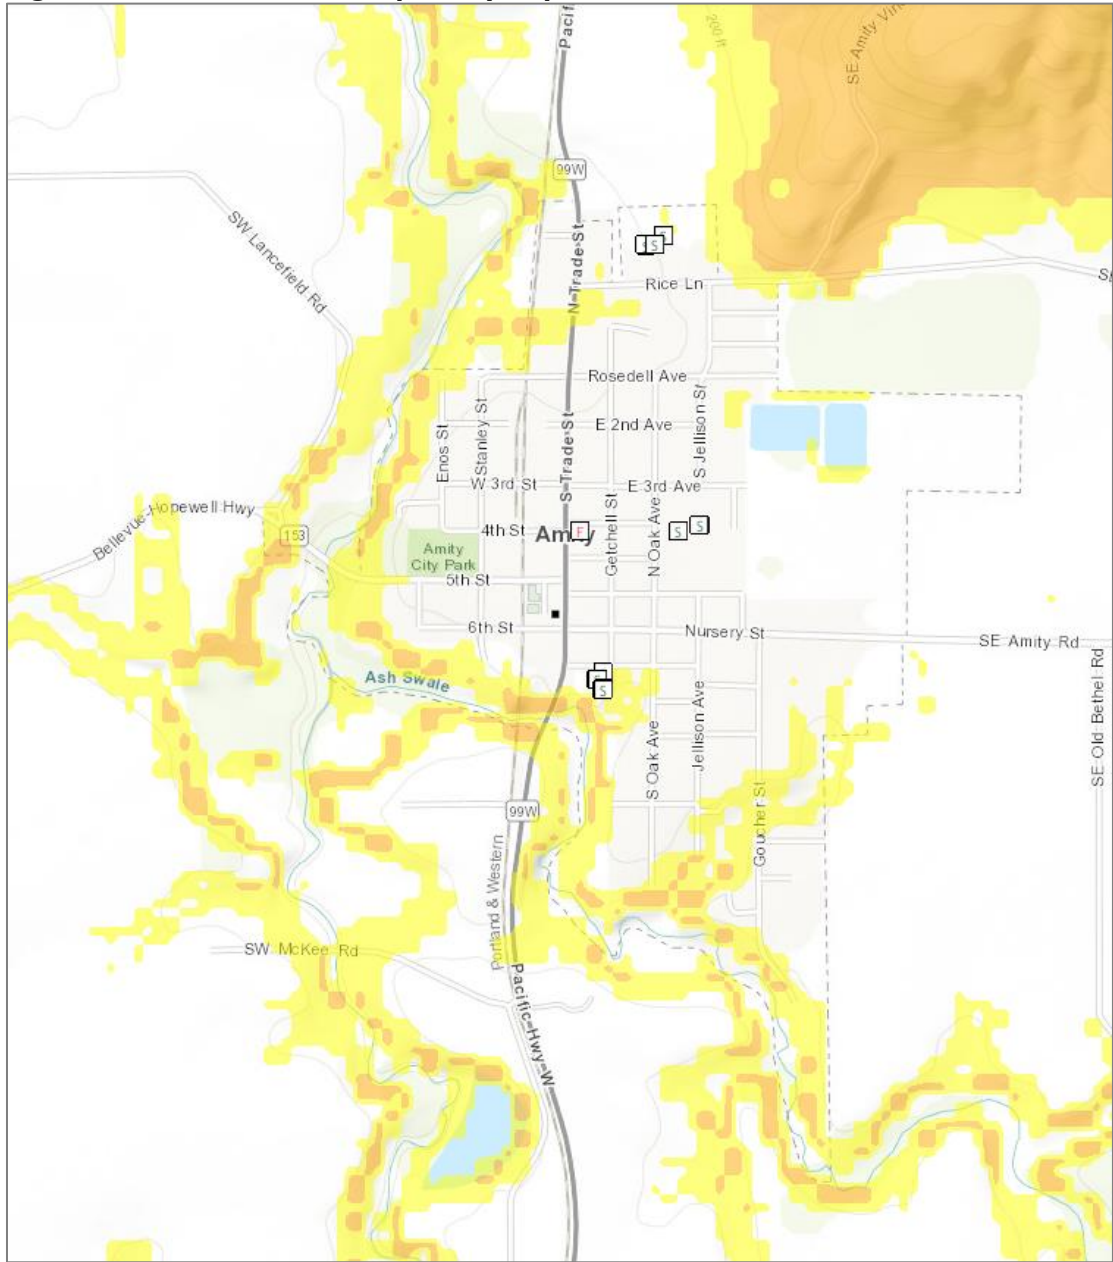 200 ft
SE Amity Vin
Pacif
99W
SW Lancefield Rd
N Trade St
S
S
Rice Ln
Rosedell Ave
Stanley St
Enos St
S Jellison St
E 2nd Ave
S Trade St
W 3rd St
E 3rd Ave
Getchell St
N Oak Ave
Bellevue-Hopewell Hwy
153
4th St
Amity
F
S
S
Amity
City Park
5th St
6th St
Nursery St
SE Amity Rd
SE Old Bethel Rd
Ash Swale
S
S Oak Ave
Jellison Ave
Goucher St
99W
Portland & Western
SW McKee Rd
Pacific Hwy W